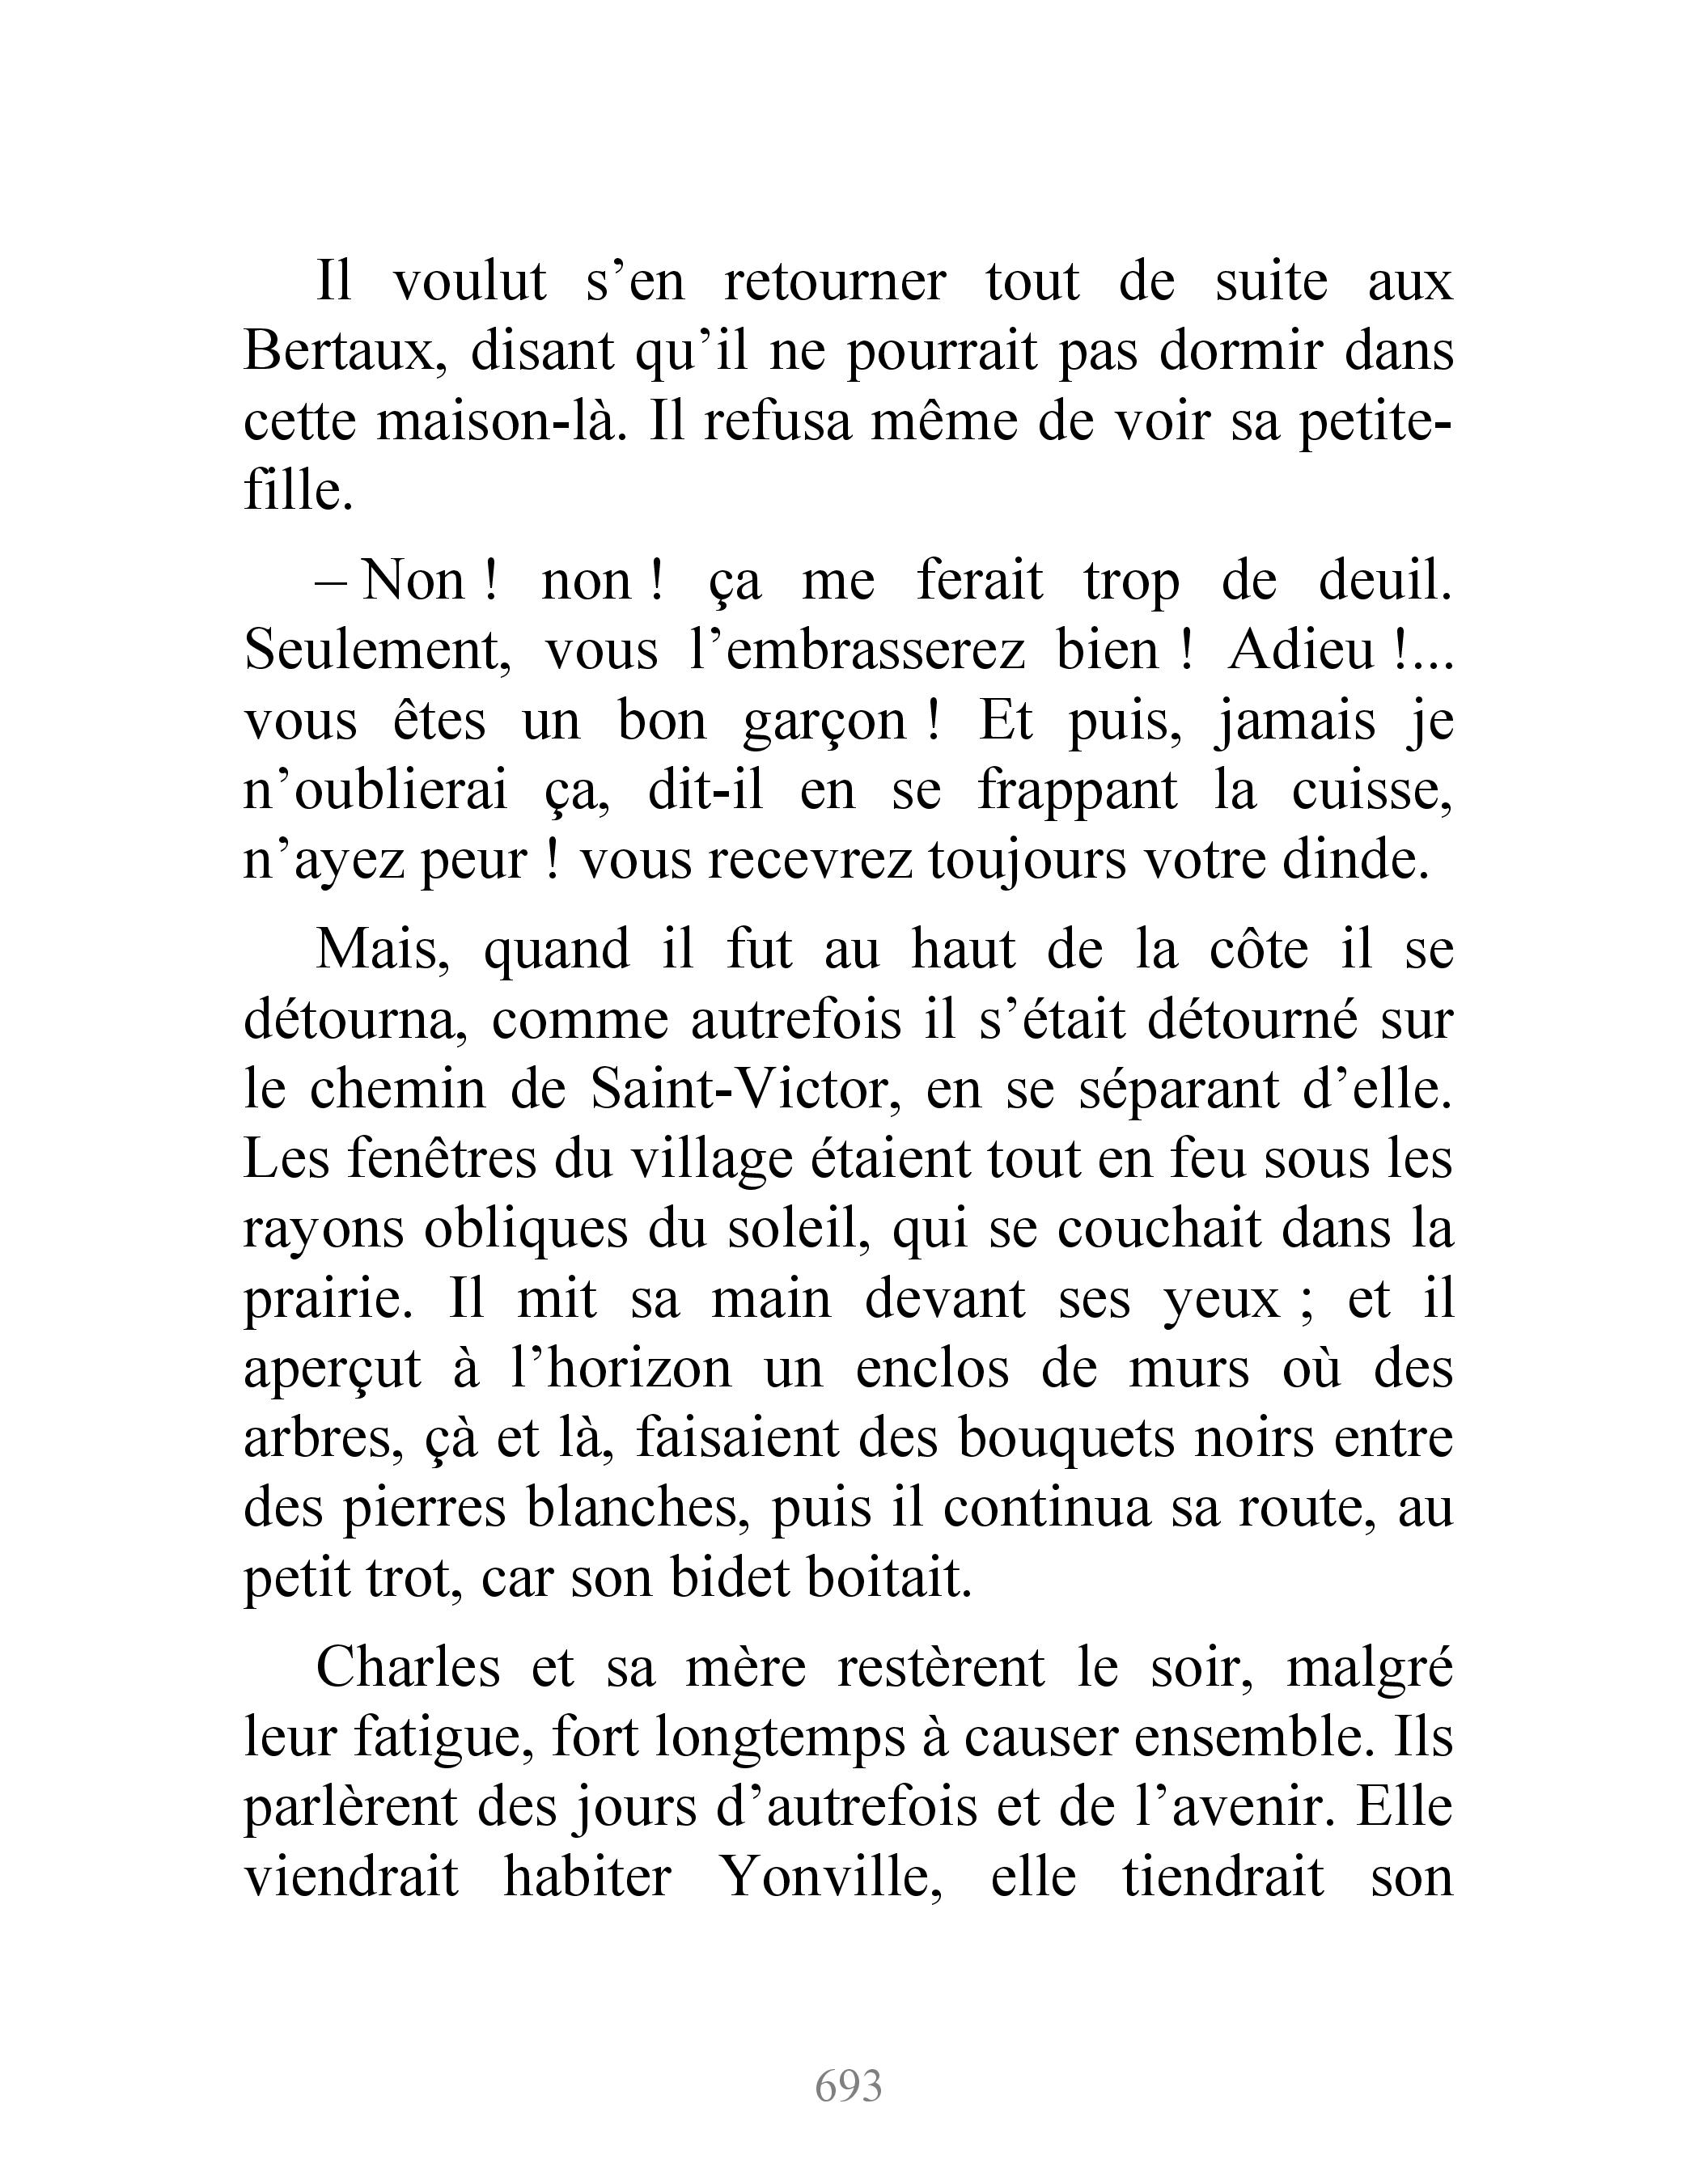 Il voulut s’en retourner tout de suite aux
Bertaux, disant qu’il ne pourrait pas dormir dans
cette maison-là. Il refusa même de voir sa petite-
fille.
– Non ! non ! ça me ferait trop de deuil.
Seulement, vous l’embrasserez bien ! Adieu !...
vous êtes un bon garçon ! Et puis, jamais je
n’oublierai ça, dit-il en se frappant la cuisse,
n’ayez peur ! vous recevrez toujours votre dinde.
Mais, quand il fut au haut de la côte il se
détourna, comme autrefois il s’était détourné sur
le chemin de Saint-Victor, en se séparant d’elle.
Les fenêtres du village étaient tout en feu sous les
rayons obliques du soleil, qui se couchait dans la
prairie. Il mit sa main devant ses yeux ; et il
aperçut à l’horizon un enclos de murs où des
arbres, çà et là, faisaient des bouquets noirs entre
des pierres blanches, puis il continua sa route, au
petit trot, car son bidet boitait.
Charles et sa mère restèrent le soir, malgré
leur fatigue, fort longtemps à causer ensemble. Ils
parlèrent des jours d’autrefois et de l’avenir. Elle
viendrait habiter Yonville, elle tiendrait son
693